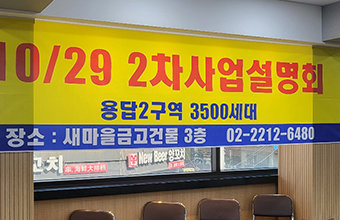 10/29 2차사업설명회
용답2구역 3500세대
장소 : 새마을금고건물 3층 02-2212-6480
New Beer